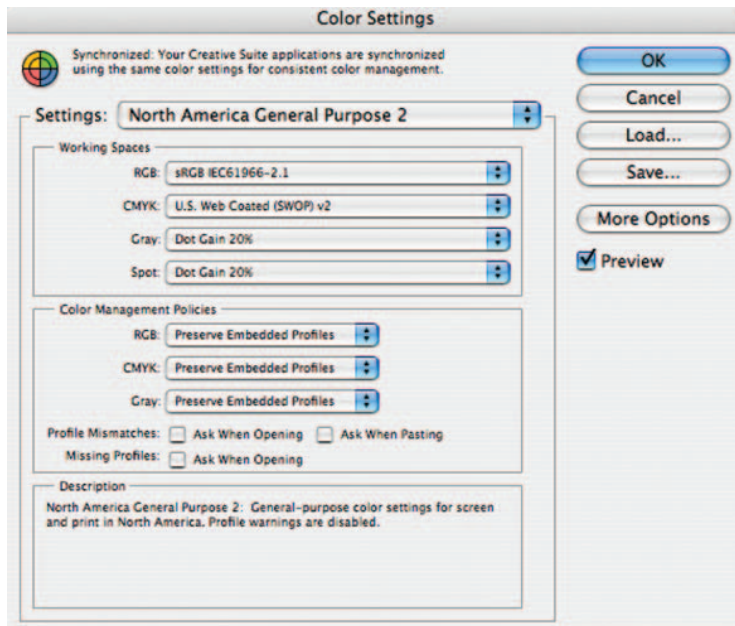 Color Settings
Synchronized: Your Creative Suite applications are synchronized
using the same color settings for consistent color management.
OK
Cancel
Load...
Save...
More Options
Preview
Settings: North America General Purpose 2
Working Spaces
RGB: sRGB IEC61966-2.1
CMYK: U.S. Web Coated (SWOP) v2
Gray: Dot Gain 20%
Spot: Dot Gain 20%
Color Management Policies
RGB: Preserve Embedded Profiles
CMYK: Preserve Embedded Profiles
Gray: Preserve Embedded Profiles
Profile Mismatches: Ask When Opening Ask When Pasting
Missing Profiles: Ask When Opening
Description
North America General Purpose 2: General-purpose color settings for screen
and print in North America. Profile warnings are disabled.